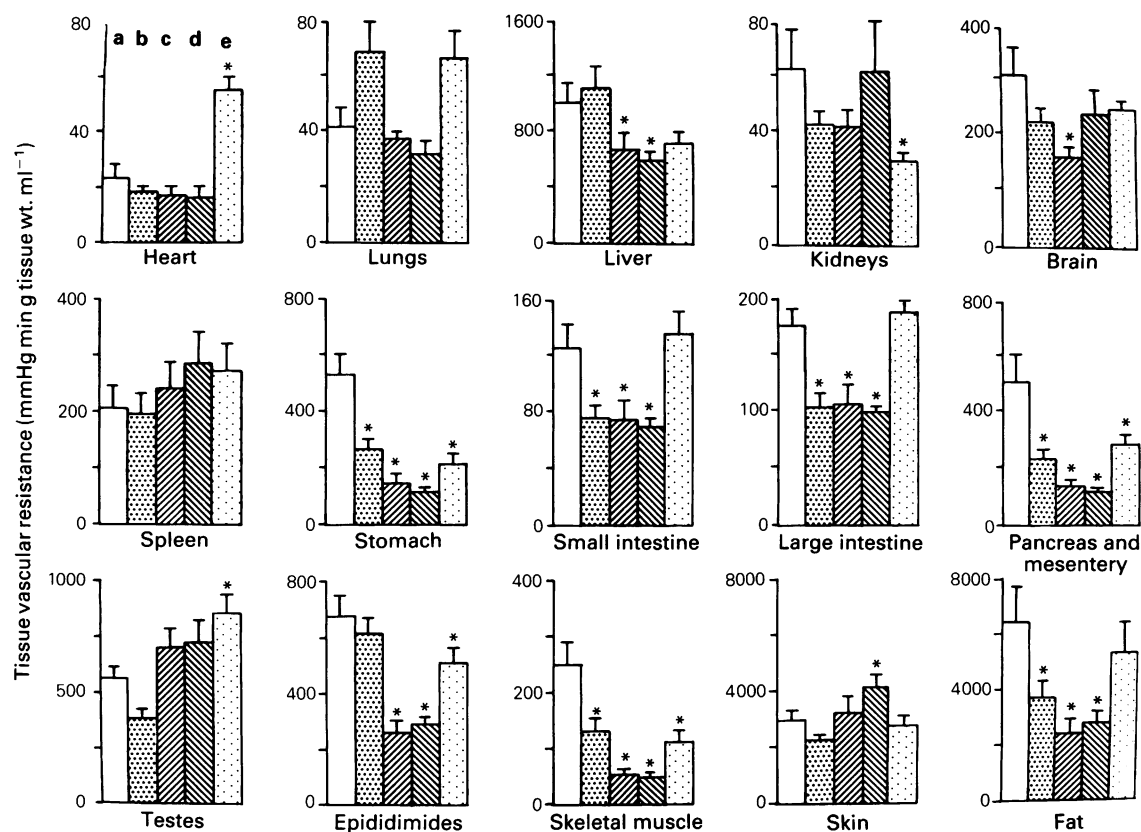 Tissue vascular resistance (mmHg min g tissue wt. ml⁻¹)
80
40
0
a b c d e
*
Heart
80
40
0
Lungs
1600
800
0
* *
Liver
80
40
0
*
Kidneys
400
200
0
*
Brain
400
200
0
Spleen
800
400
0
* * * *
Stomach
160
80
0
* * *
Small intestine
200
100
0
* * *
Large intestine
800
400
0
* * * *
Pancreas and
mesentery
1000
500
0
*
Testes
800
400
0
* * *
Epididimides
400
200
0
* * * *
Skeletal muscle
8000
4000
0
*
Skin
8000
4000
0
* * *
Fat